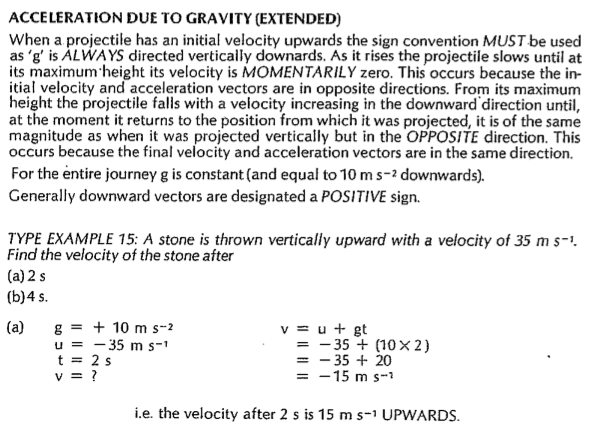 ACCELERATION DUE TO GRAVITY (EXTENDED)
When a projectile has an initial velocity upwards the sign convention MUST be used
as 'g' is ALWAYS directed vertically downards. As it rises the projectile slows until at
its maximum height its velocity is MOMENTARILY zero. This occurs because the in-
itial velocity and acceleration vectors are in opposite directions. From its maximum
height the projectile falls with a velocity increasing in the downward direction until,
at the moment it returns to the position from which it was projected, it is of the same
magnitude as when it was projected vertically but in the OPPOSITE direction. This
occurs because the final velocity and acceleration vectors are in the same direction.
For the entire journey g is constant (and equal to 10 m s⁻² downwards).
Generally downward vectors are designated a POSITIVE sign.
TYPE EXAMPLE 15: A stone is thrown vertically upward with a velocity of 35 m s⁻¹.
Find the velocity of the stone after
(a) 2 s
(b) 4 s.
(a) g = + 10 m s⁻² v = u + gt
u = − 35 m s⁻¹ = − 35 + (10 × 2)
t = 2 s = − 35 + 20
v = ? = − 15 m s⁻¹
i.e. the velocity after 2 s is 15 m s⁻¹ UPWARDS.